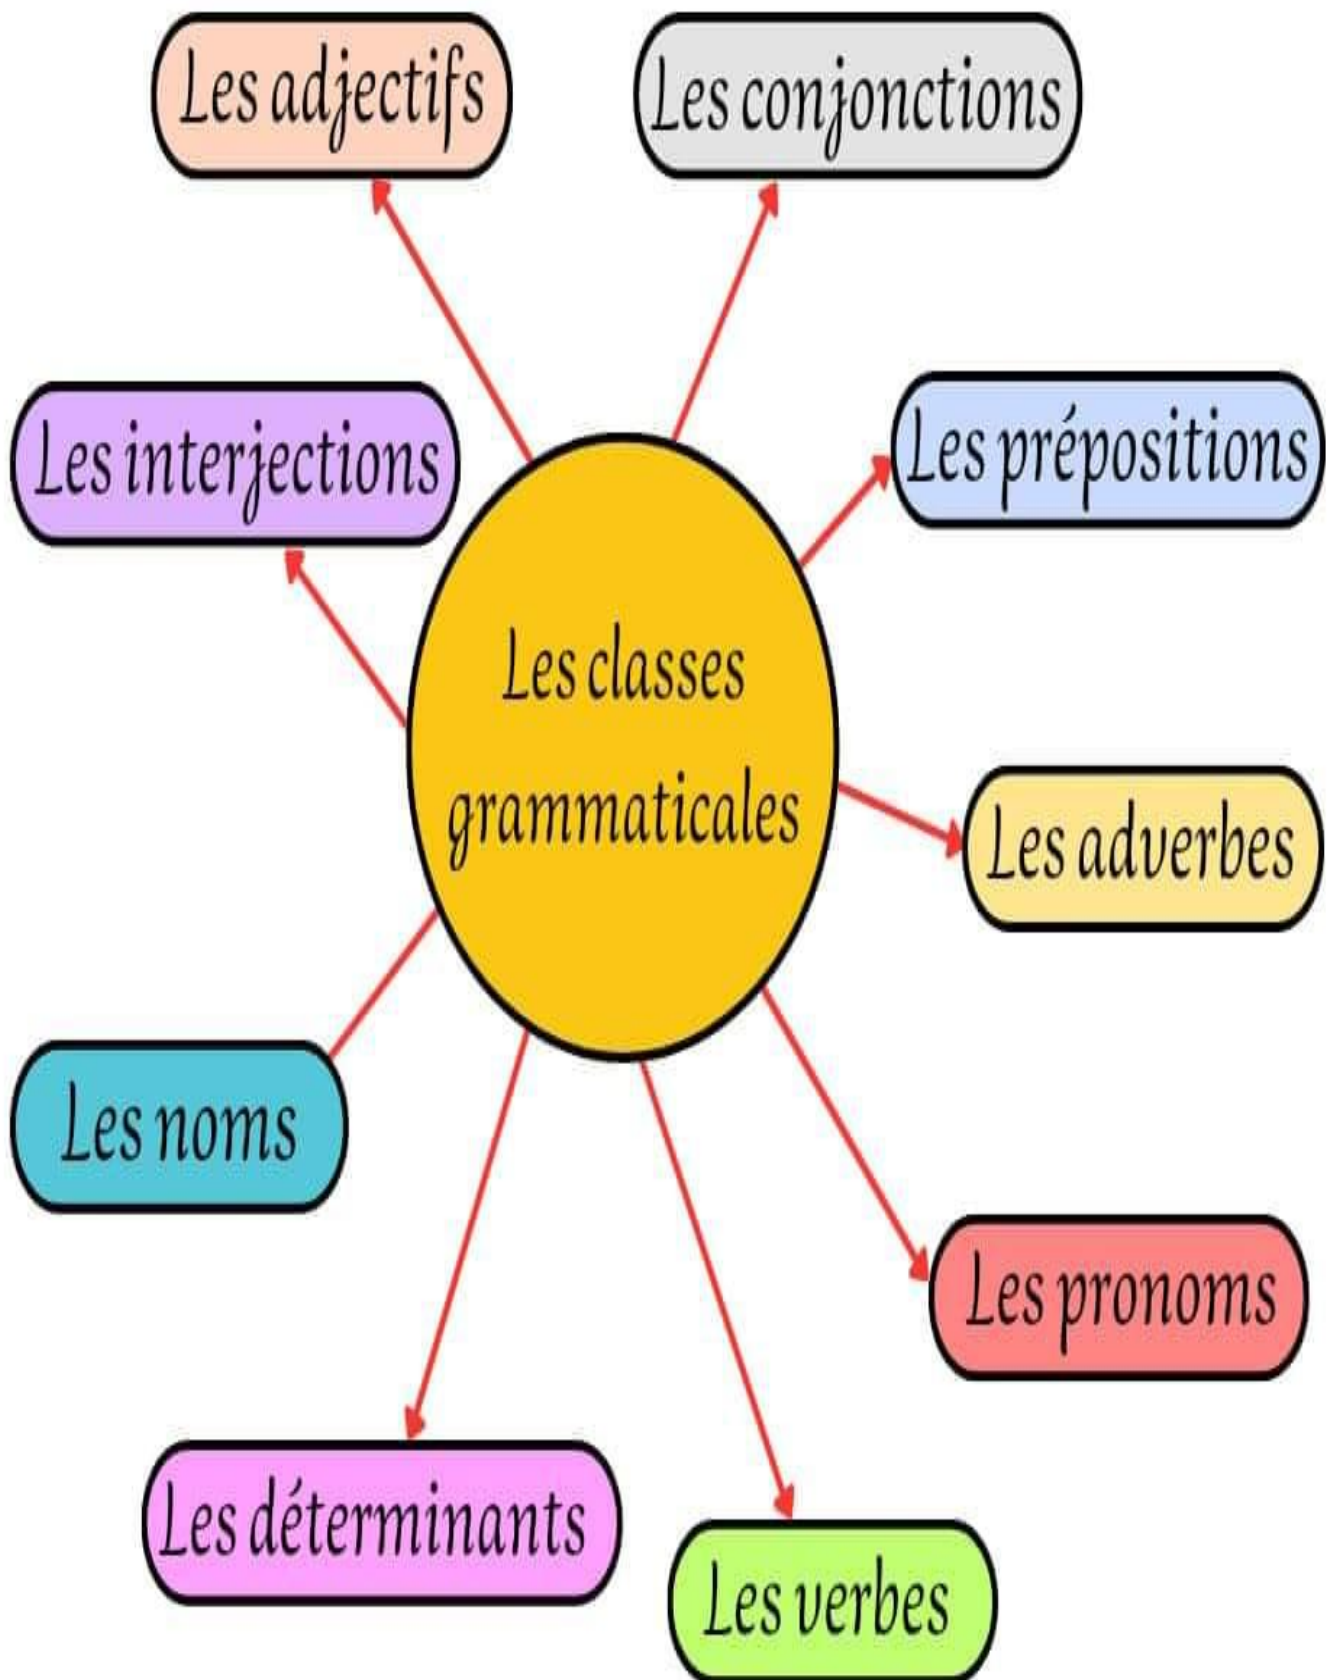 Les adjectifs
Les conjonctions
Les interjections
Les prépositions
Les classes
grammaticales
Les adverbes
Les noms
Les pronoms
Les déterminants
Les verbes